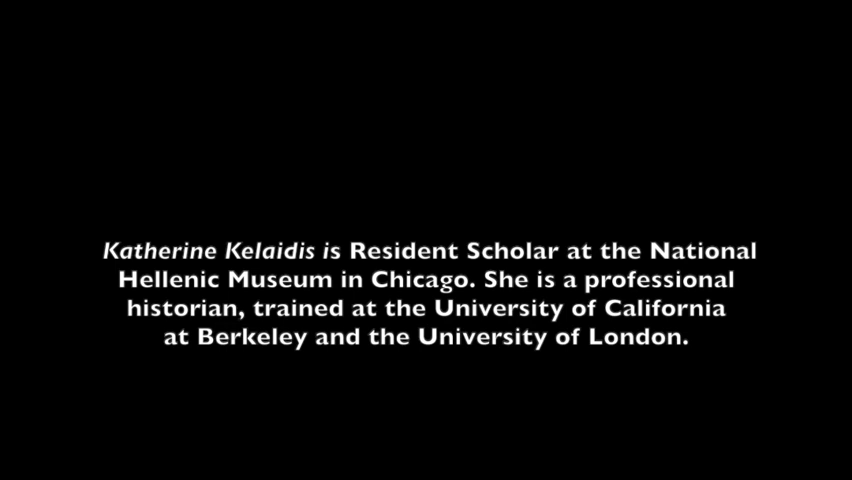 Katherine Kelaidis is Resident Scholar at the National
Hellenic Museum in Chicago. She is a professional
historian, trained at the University of California
at Berkeley and the University of London.